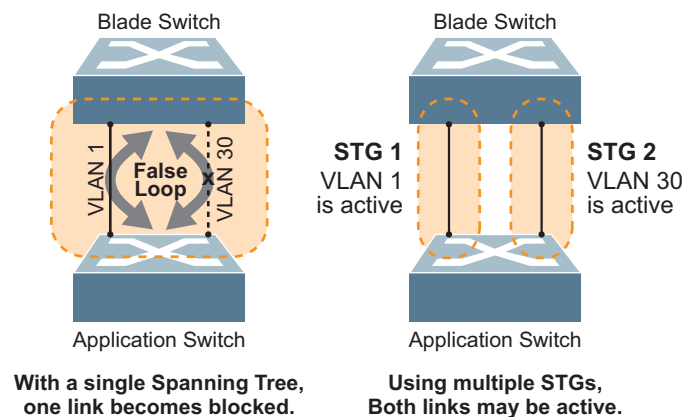 Blade Switch
VLAN 1
False
Loop
VLAN 30
x
Application Switch
With a single Spanning Tree,
one link becomes blocked.
Blade Switch
STG 1
VLAN 1
is active
STG 2
VLAN 30
is active
Application Switch
Using multiple STGs,
Both links may be active.